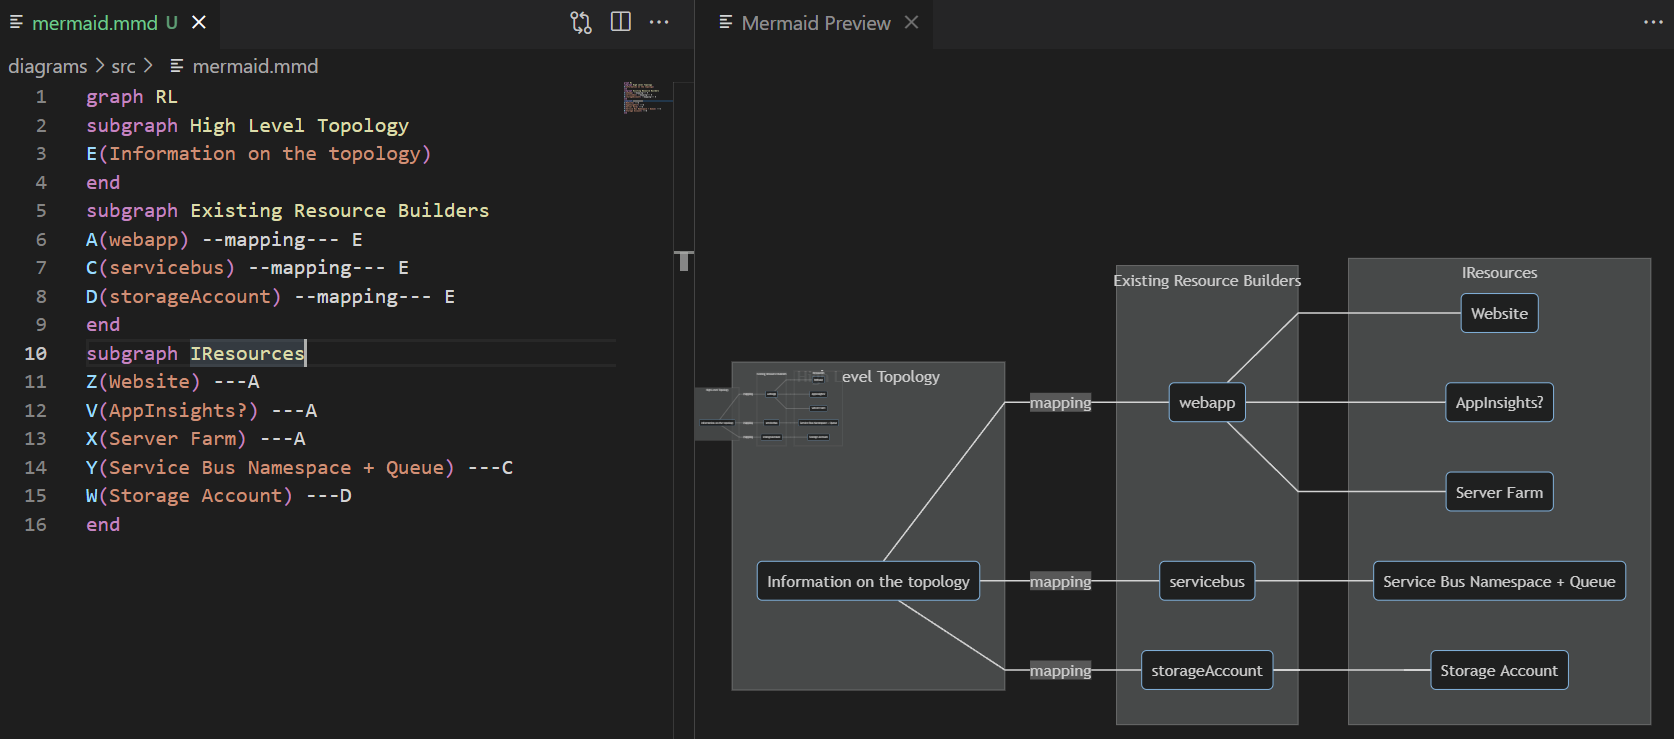 mermaid.mmd U
diagrams > src > mermaid.mmd
1 graph RL
2 subgraph High Level Topology
3 E(Information on the topology)
4 end
5 subgraph Existing Resource Builders
6 A(webapp) --mapping--- E
7 C(servicebus) --mapping--- E
8 D(storageAccount) --mapping--- E
9 end
10 subgraph IResources
11 Z(Website) ---A
12 V(AppInsights?) ---A
13 X(Server Farm) ---A
14 Y(Service Bus Namespace + Queue) ---C
15 W(Storage Account) ---D
16 end
Mermaid Preview
High Level Topology
Information on the topology
mapping
mapping
mapping
Existing Resource Builders
webapp
servicebus
storageAccount
IResources
Website
AppInsights?
Server Farm
Service Bus Namespace + Queue
Storage Account